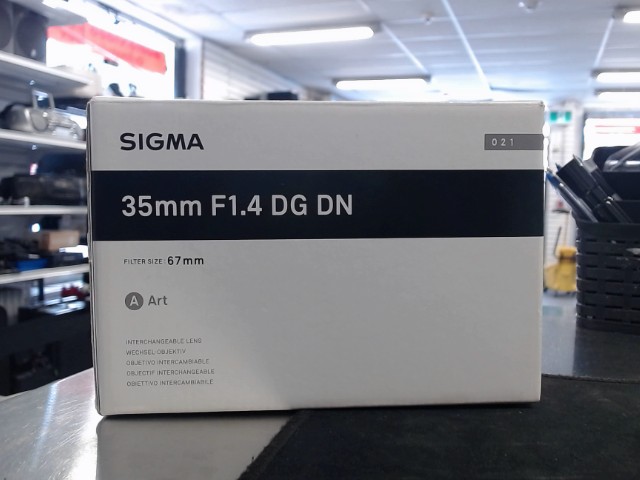 SIGMA
021
35mm F1.4 DG DN
FILTER SIZE: 67mm
A Art
INTERCHANGEABLE LENS
WECHSEL-OBJEKTIV
OBJETIVO INTERCAMBIABLE
OBJECTIF INTERCHANGEABLE
OBIETTIVO INTERCAMBIABILE